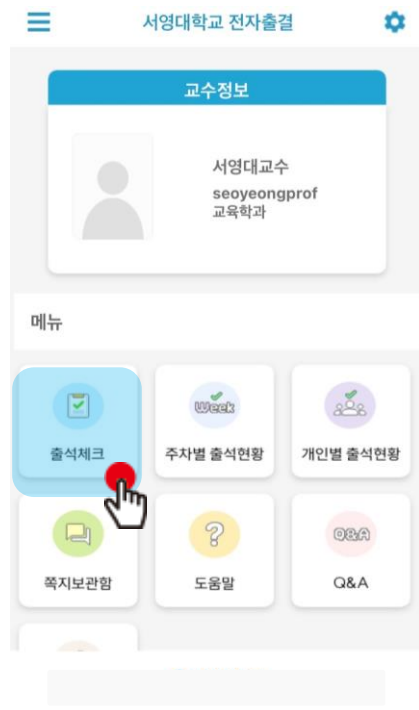 서영대학교 전자출결
교수정보
서영대교수
seoyeongprof
교육학과
메뉴
Week
출석체크
주차별 출석현황
개인별 출석현황
Q&A
쪽지보관함
도움말
Q&A